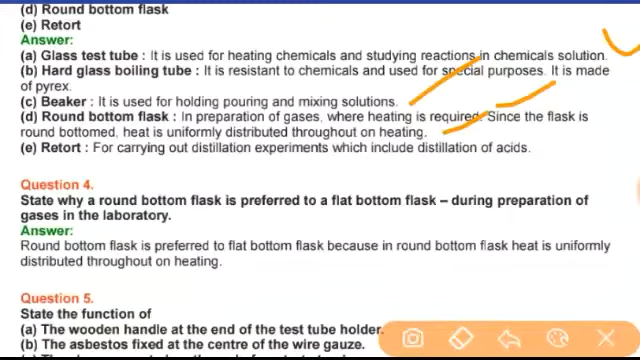 (d) Round bottom flask
(e) Retort
Answer:
(a) Glass test tube : It is used for heating chemicals and studying reactions in chemicals solution.
(b) Hard glass boiling tube : It is resistant to chemicals and used for special purposes. It is made
of pyrex.
(c) Beaker : It is used for holding pouring and mixing solutions.
(d) Round bottom flask : In preparation of gases, where heating is required. Since the flask is
round bottomed, heat is uniformly distributed throughout on heating.
(e) Retort : For carrying out distillation experiments which include distillation of acids.
Question 4.
State why a round bottom flask is preferred to a flat bottom flask – during preparation of
gases in the laboratory.
Answer:
Round bottom flask is preferred to flat bottom flask because in round bottom flask heat is uniformly
distributed throughout on heating.
Question 5.
State the function of
(a) The wooden handle at the end of the test tube holder.
(b) The asbestos fixed at the centre of the wire gauze.